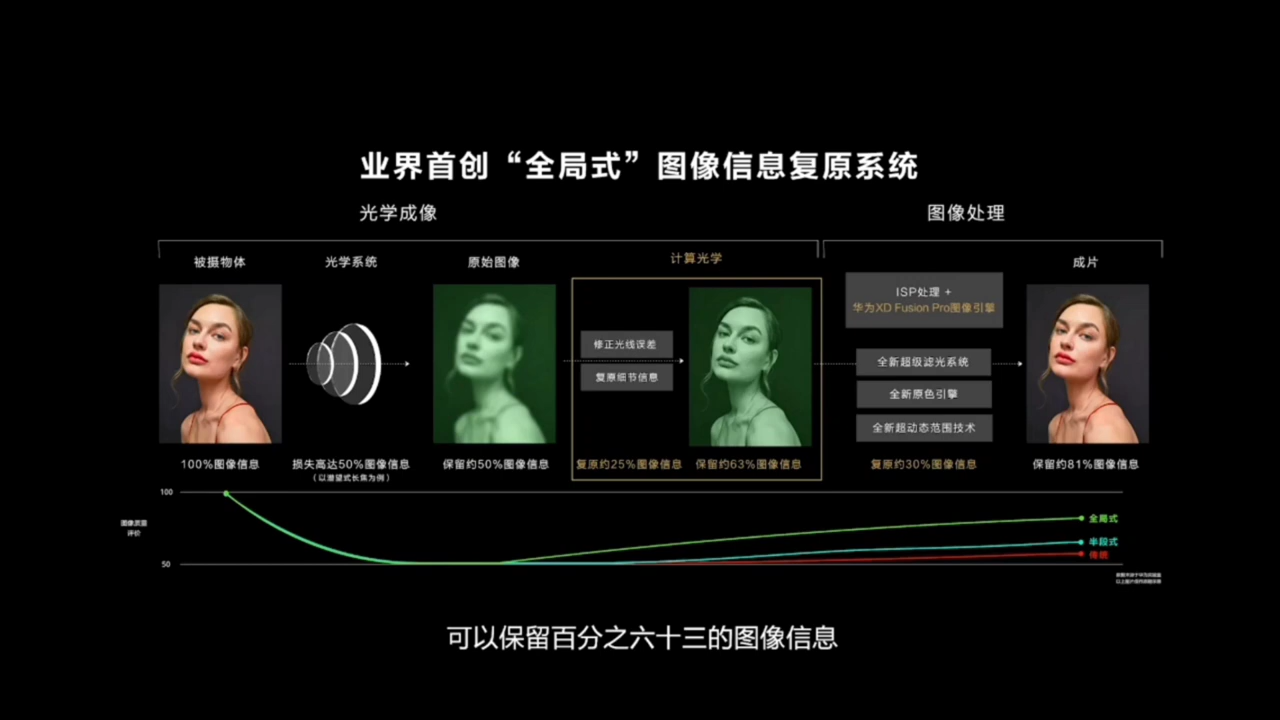 业界首创“全局式”图像信息复原系统
光学成像
图像处理
被摄物体
光学系统
原始图像
计算光学
成片
修正光线误差
复原细节信息
ISP处理 +
华为XD Fusion Pro图像引擎
全新超级滤光系统
全新原色引擎
全新超动态范围技术
100%图像信息
损失高达50%图像信息
(以潜望式长焦为例)
保留约50%图像信息
复原约25%图像信息
保留约63%图像信息
复原约30%图像信息
保留约81%图像信息
100
图像质量
评价
50
全局式
半段式
传统
可以保留百分之六十三的图像信息